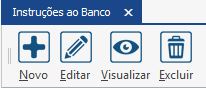 Instruções ao Banco
Novo Editar Visualizar Excluir